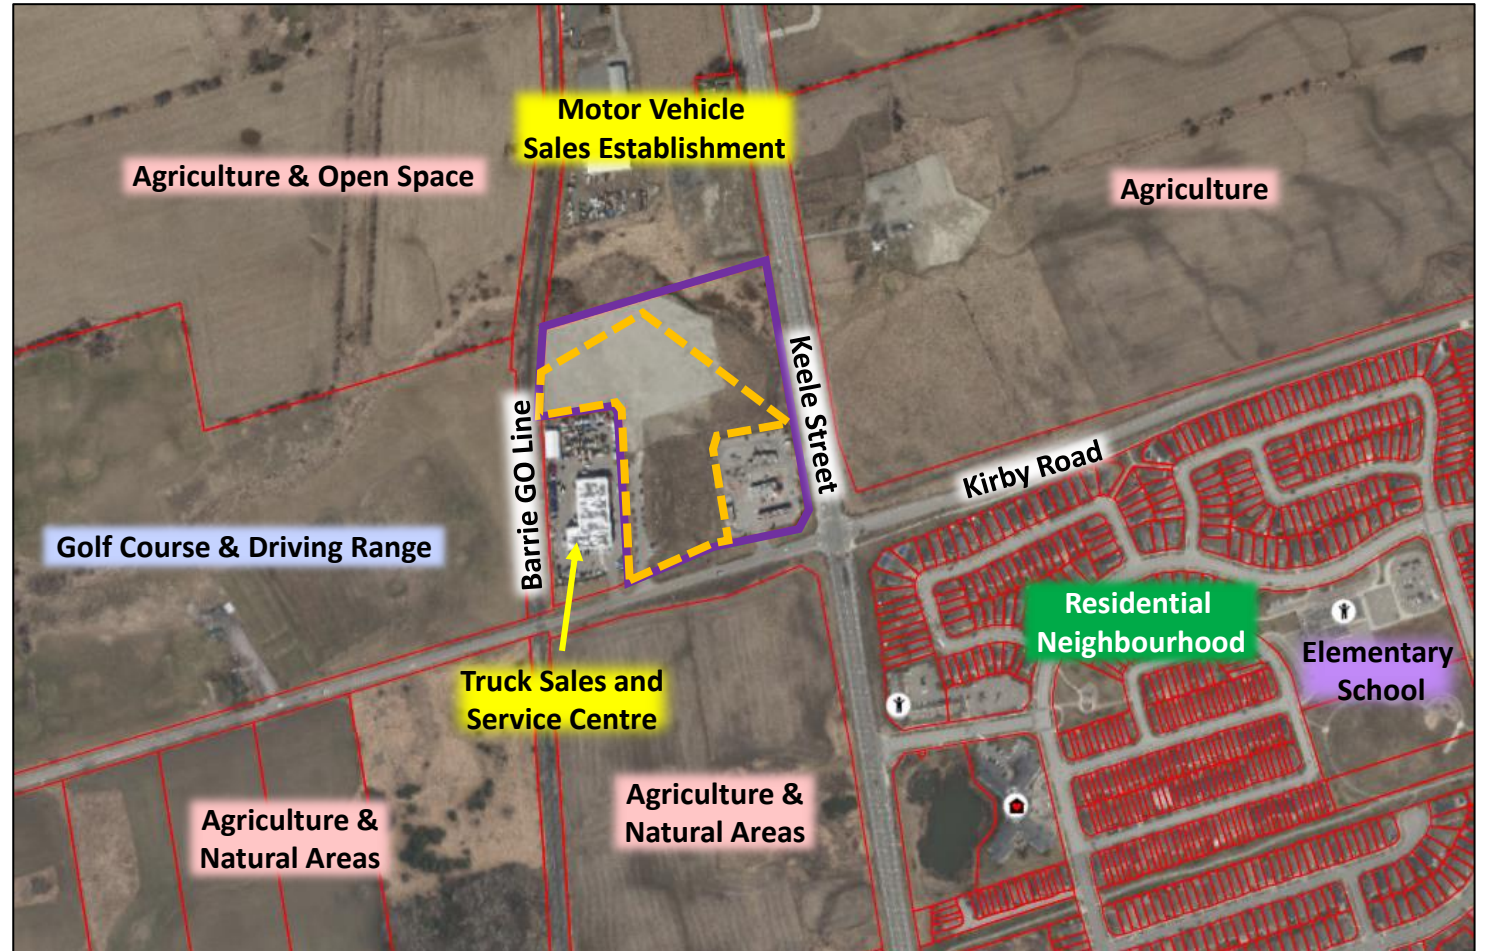 Motor Vehicle
Sales Establishment
Agriculture & Open Space
Agriculture
Keele Street
Barrie GO Line
Kirby Road
Golf Course & Driving Range
Residential
Neighbourhood
Elementary
School
Truck Sales and
Service Centre
Agriculture &
Natural Areas
Agriculture &
Natural Areas